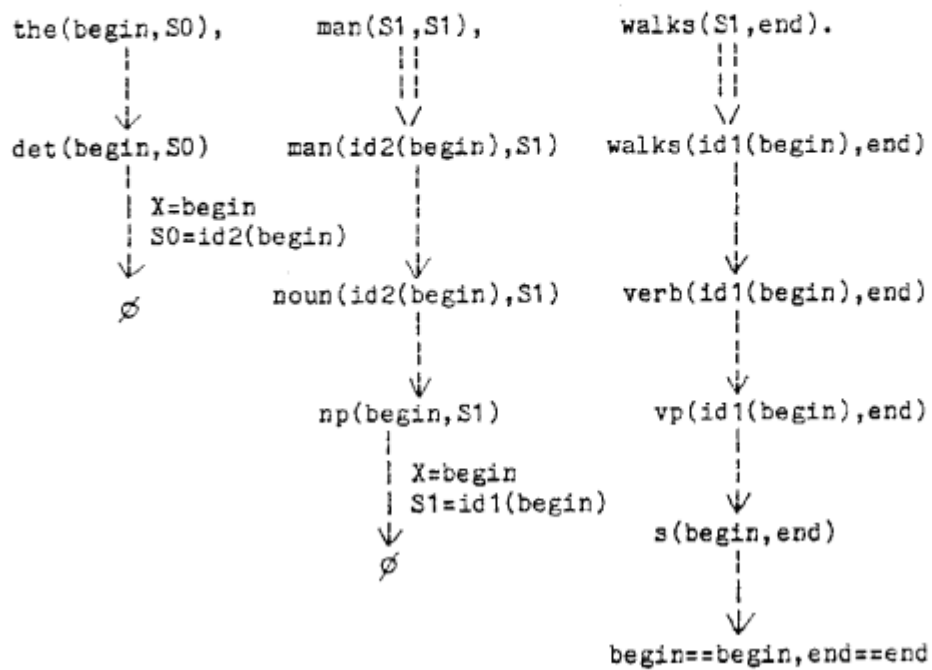 the(begin,S0), man(S1,S1), walks(S1,end).
det(begin,S0) man(id2(begin),S1) walks(id1(begin),end)
X=begin
S0=id2(begin)
∅ noun(id2(begin),S1) verb(id1(begin),end)
np(begin,S1) vp(id1(begin),end)
X=begin
S1=id1(begin)
s(begin,end)
∅
begin==begin,end==end